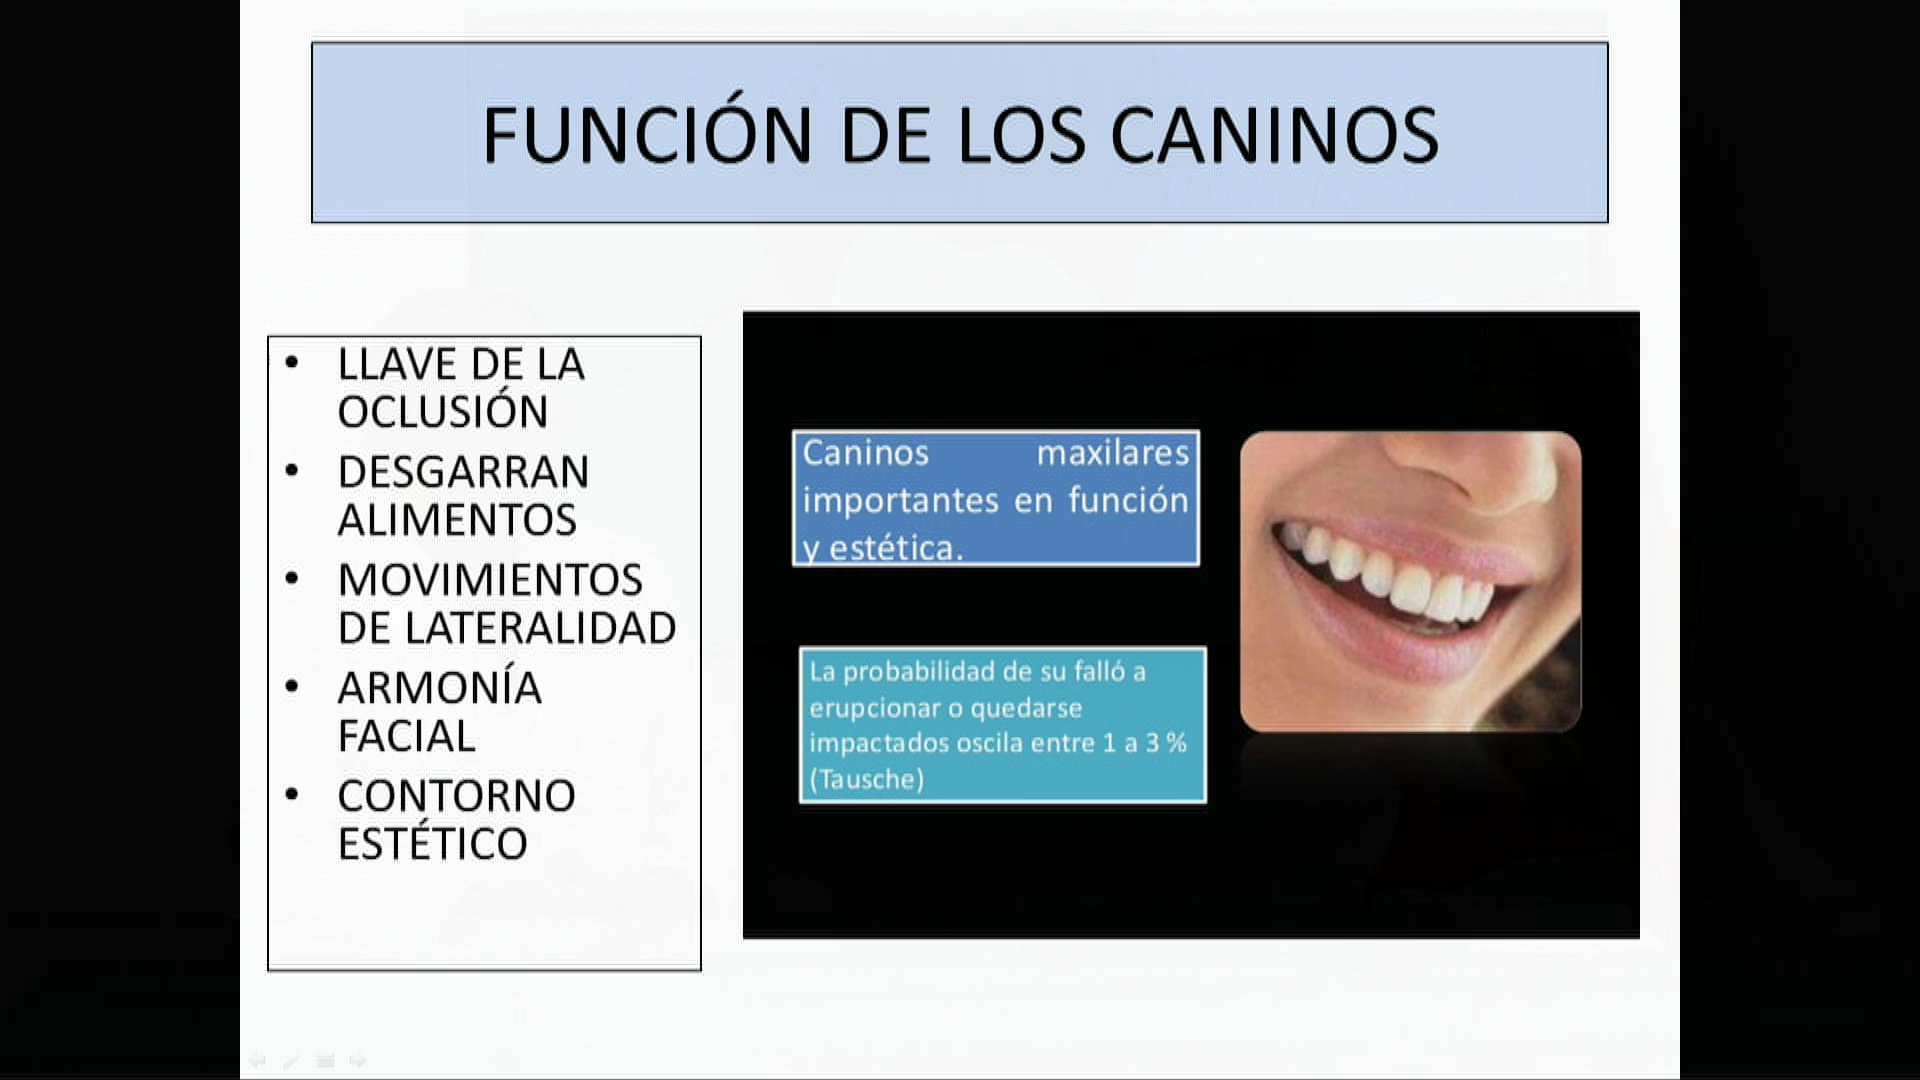 FUNCIÓN DE LOS CANINOS
• LLAVE DE LA
OCLUSIÓN
• DESGARRAN
ALIMENTOS
• MOVIMIENTOS
DE LATERALIDAD
• ARMONÍA
FACIAL
• CONTORNO
ESTÉTICO
Caninos maxilares
importantes en función
y estética.
La probabilidad de su falló a
erupcionar o quedarse
impactados oscila entre 1 a 3 %
(Tausche)